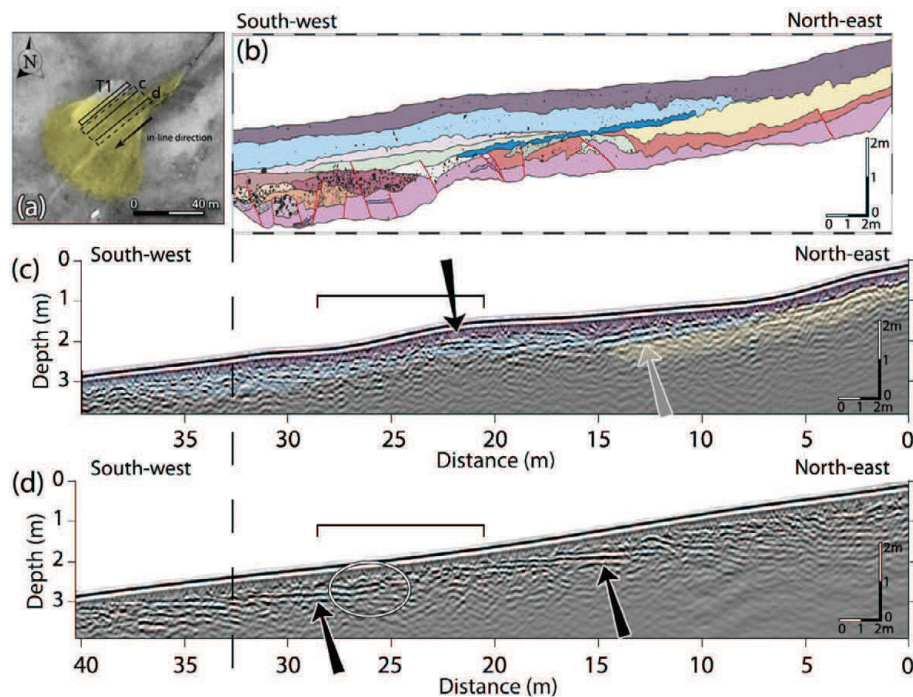 South-west
North-east
(a)
N
T1
c
d
in-line direction
0
40 m
(b)
2m
1
0
0 1 2m
South-west
North-east
(c)
0
1
2
3
Depth (m)
2m
1
0
0 1 2m
35
30
25
20
15
10
5
0
Distance (m)
South-west
North-east
(d)
0
1
2
3
Depth (m)
2m
1
0
0 1 2m
40
35
30
25
20
15
10
5
0
Distance (m)